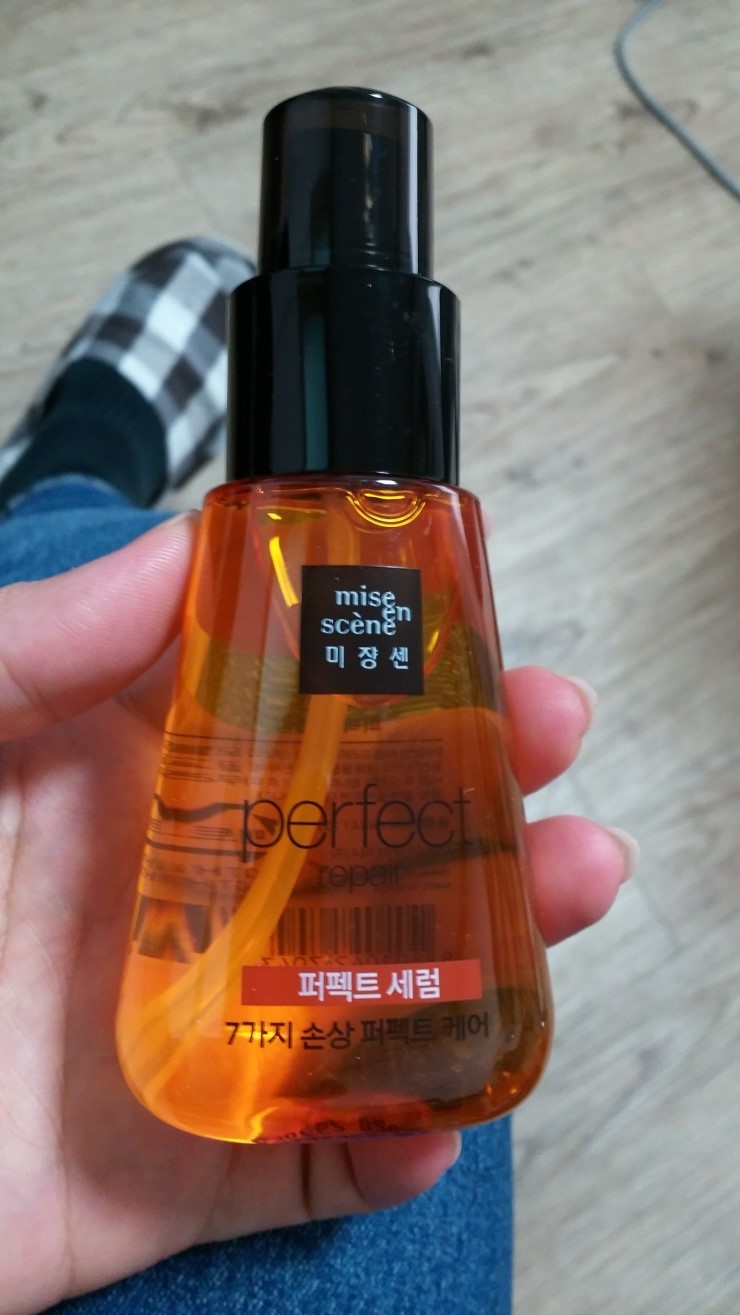 mise
en
scène
미쟝센
perfect
repair
퍼펙트 세럼
7가지 손상 퍼펙트 케어